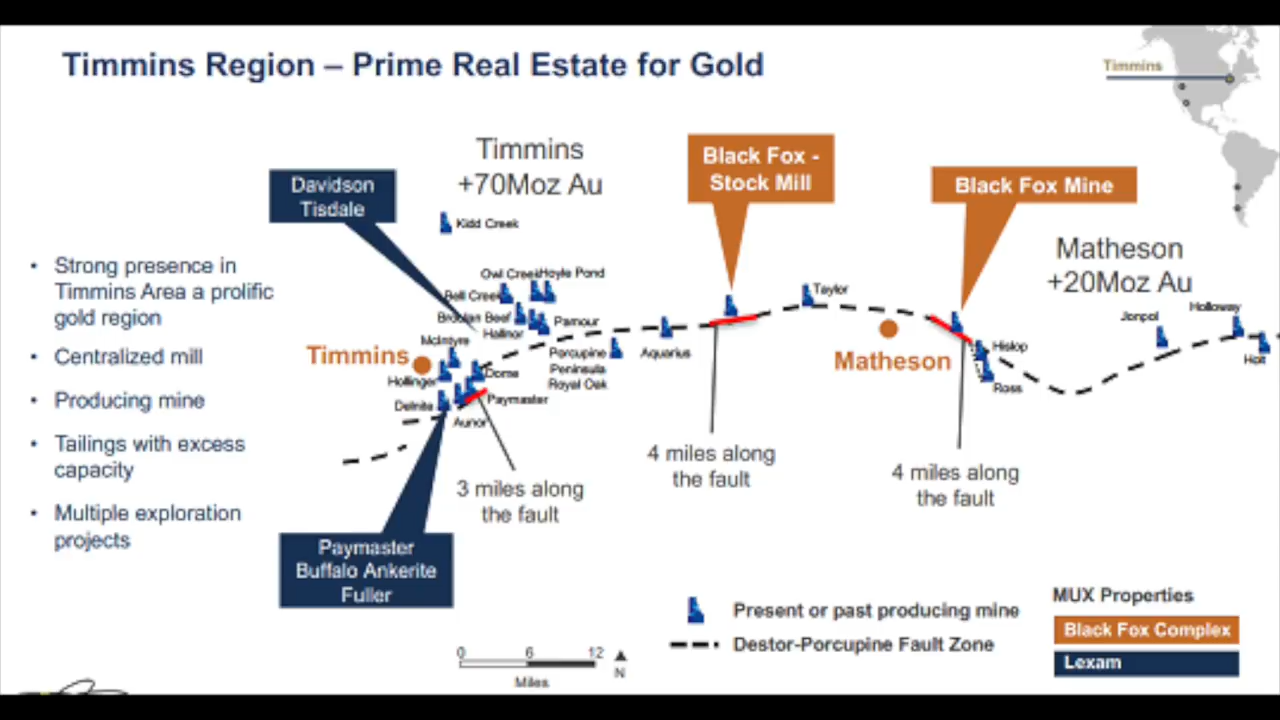 Timmins Region – Prime Real Estate for Gold
Timmins
Timmins
+70Moz Au
Black Fox -
Stock Mill
Black Fox Mine
Davidson
Tisdale
Matheson
+20Moz Au
• Strong presence in
Timmins Area a prolific
gold region
• Centralized mill
• Producing mine
• Tailings with excess
capacity
• Multiple exploration
projects
Kidd Creek
Owl Creek
Hoyle Pond
Bell Creek
Broulan Beef
Hallnor
Pamour
McIntyre
Timmins
Hollinger
Dome
Delnite
Aunor
Paymaster
Porcupine
Peninsula
Royal Oak
Aquarius
Taylor
Matheson
Hislop
Ross
Jonpol
Holloway
Holt
3 miles along
the fault
4 miles along
the fault
4 miles along
the fault
Paymaster
Buffalo Ankerite
Fuller
0 6 12
Miles
N
Present or past producing mine
Destor-Porcupine Fault Zone
MUX Properties
Black Fox Complex
Lexam